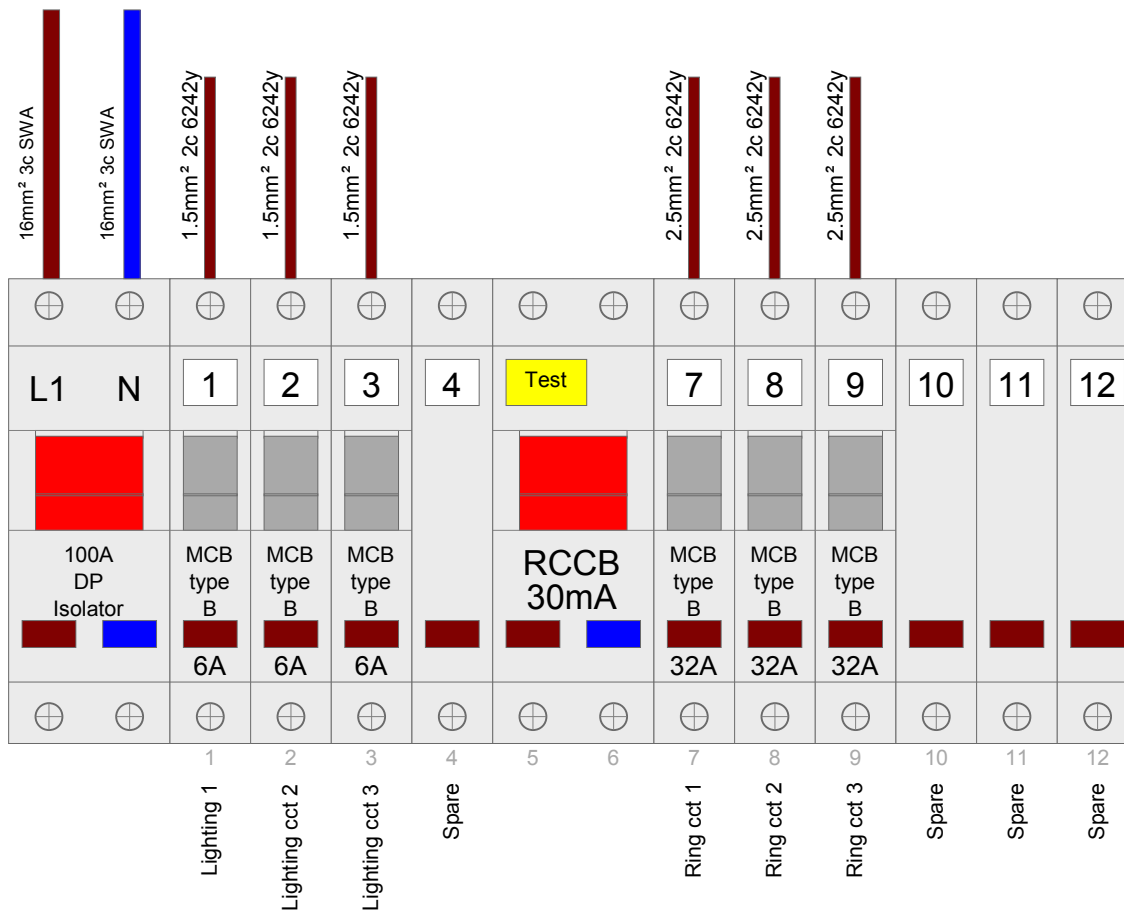 16mm² 3c SWA
16mm² 3c SWA
1.5mm² 2c 6242y
1.5mm² 2c 6242y
1.5mm² 2c 6242y
2.5mm² 2c 6242y
2.5mm² 2c 6242y
2.5mm² 2c 6242y
L1 N 1 2 3 4 Test 7 8 9 10 11 12
100A
DP
Isolator
MCB
type
B
6A
MCB
type
B
6A
MCB
type
B
6A
RCCB
30mA
MCB
type
B
32A
MCB
type
B
32A
MCB
type
B
32A
1 2 3 4 5 6 7 8 9 10 11 12
Lighting 1
Lighting cct 2
Lighting cct 3
Spare
Ring cct 1
Ring cct 2
Ring cct 3
Spare
Spare
Spare